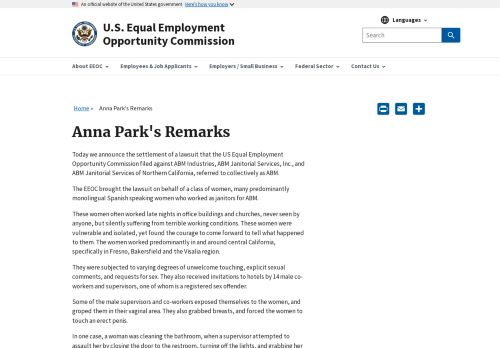 An official website of the United States government Here's how you know
U.S. Equal Employment
Opportunity Commission
Languages
Search
About EEOC
Employees & Job Applicants
Employers / Small Business
Federal Sector
Contact Us
Home » Anna Park's Remarks
Anna Park's Remarks
Today we announce the settlement of a lawsuit that the US Equal Employment
Opportunity Commission filed against ABM Industries, ABM Janitorial Services, Inc., and
ABM Janitorial Services of Northern California, referred to collectively as ABM.
The EEOC brought the lawsuit on behalf of a class of women, many predominantly
monolingual Spanish speaking women who worked as janitors for ABM.
These women often worked late nights in office buildings and churches, never seen by
anyone, but silently suffering from terrible working conditions. These women were
vulnerable and isolated, yet found the courage to come forward to tell what happened
to them. The women worked predominantly in and around central California,
specifically in Fresno, Bakersfield and the Visalia region.
They were subjected to varying degrees of unwelcome touching, explicit sexual
comments, and requests for sex. They also received invitations to hotels by 14 male co-
workers and supervisors, one of whom is a registered sex offender.
Some of the male supervisors and co-workers exposed themselves to the women, and
groped them in their vaginal area. They also grabbed breasts, and forced the women to
touch an erect penis.
In one case, a woman was cleaning the bathroom, when a supervisor attempted to
assault her by closing the door to the restroom, turning off the lights, and grabbing her